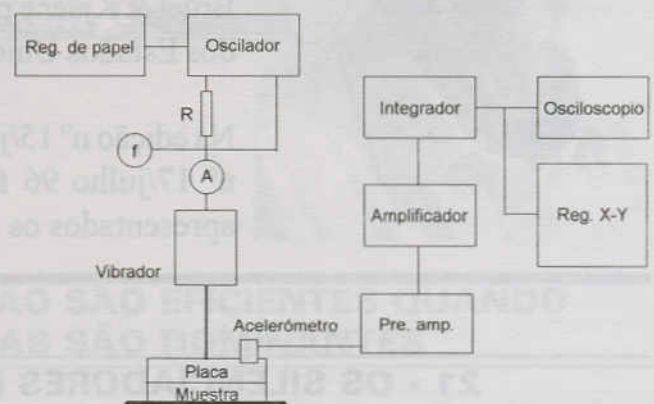 Reg. de papel
Oscilador
R
f
A
Vibrador
Acelerómetro
Placa
Muestra
Integrador
Osciloscopio
Amplificador
Reg. X-Y
Pre. amp.